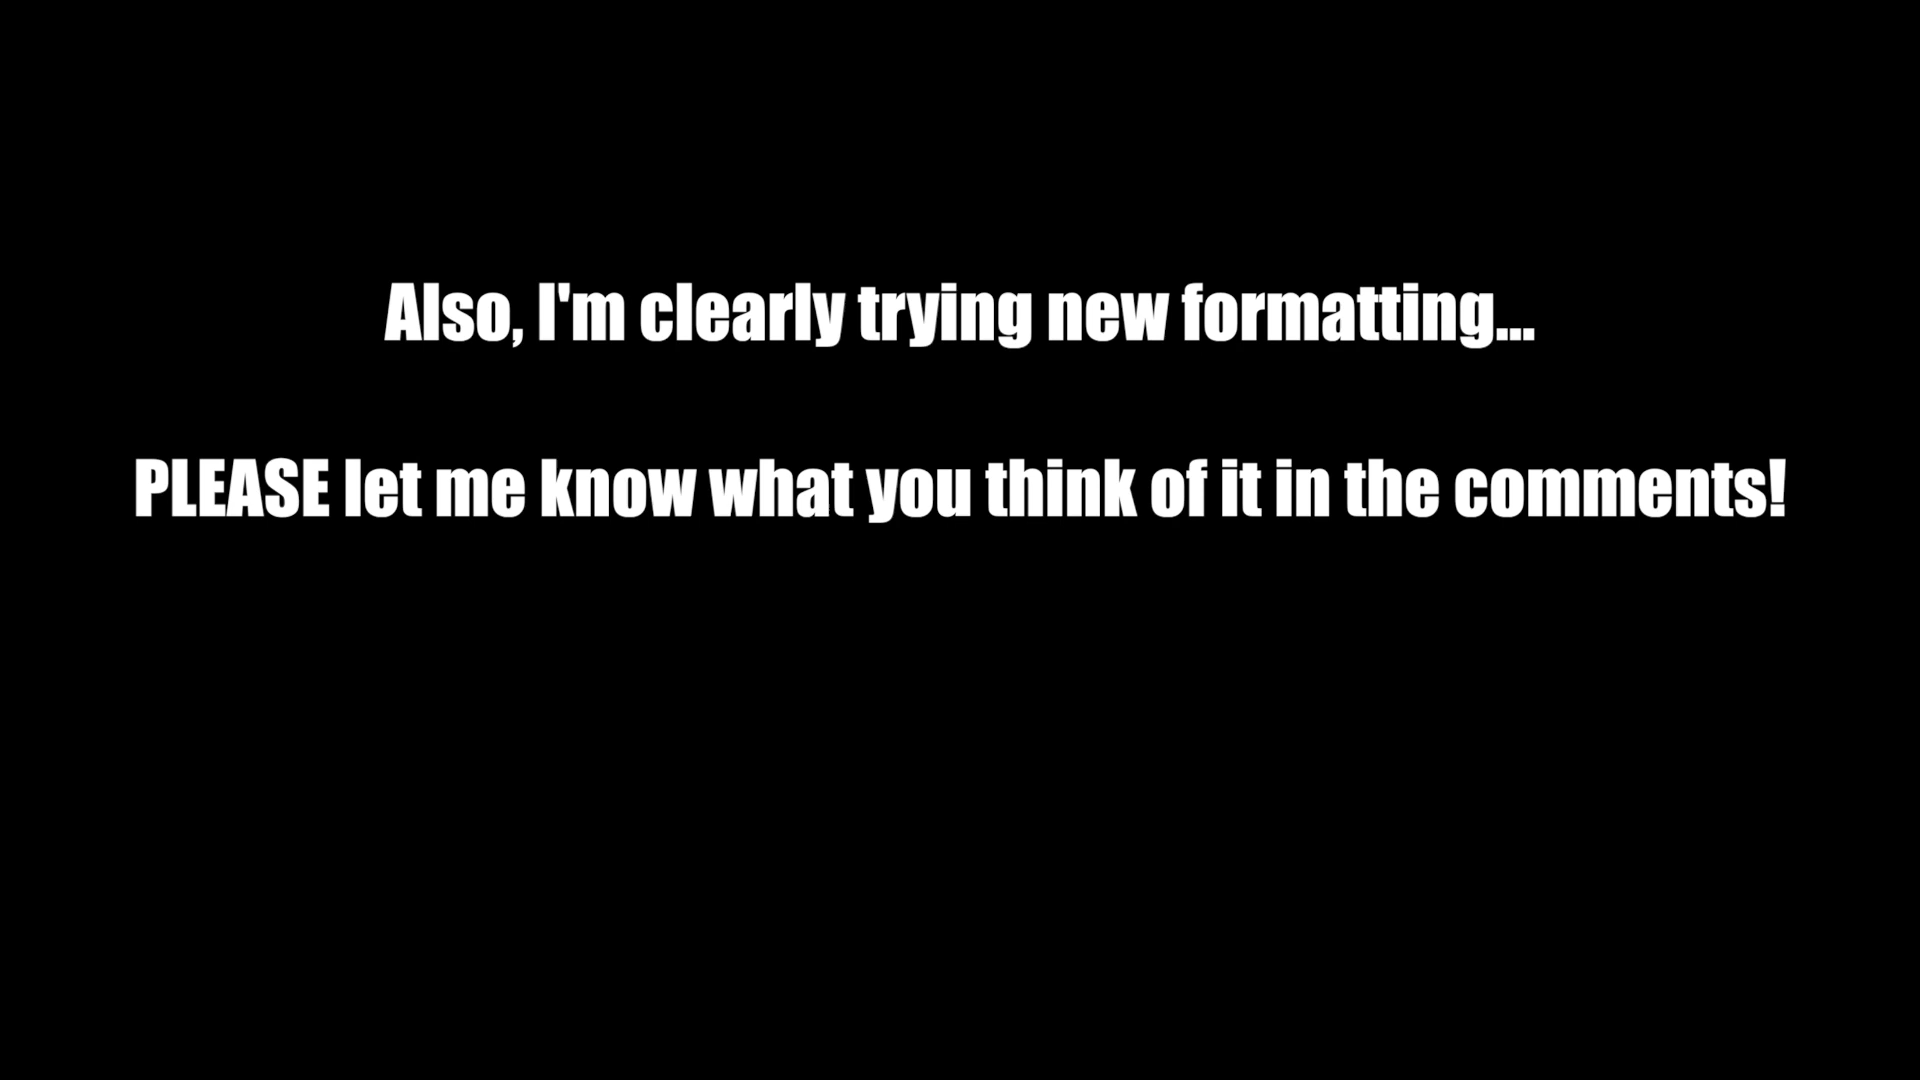 Also, I'm clearly trying new formatting...
PLEASE let me know what you think of it in the comments!